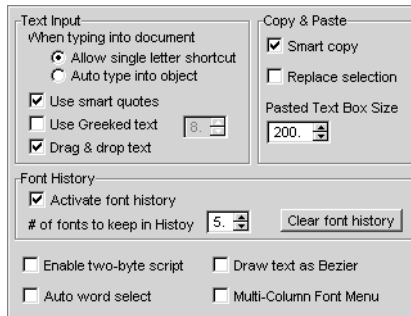 Text Input
When typing into document
Allow single letter shortcut
Auto type into object
Use smart quotes
Use Greeked text 8.
Drag & drop text
Copy & Paste
Smart copy
Replace selection
Pasted Text Box Size
200.
Font History
Activate font history
# of fonts to keep in Histoy 5. Clear font history
Enable two-byte script Draw text as Bezier
Auto word select Multi-Column Font Menu